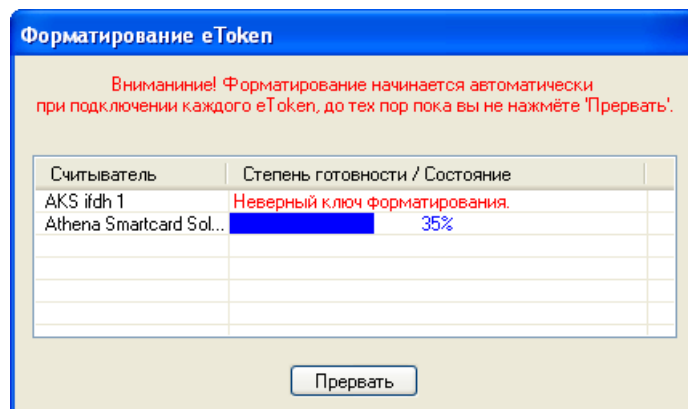 Форматирование eToken
Вниманиние! Форматирование начинается автоматически
при подключении каждого eToken, до тех пор пока вы не нажмёте 'Прервать'.
Считыватель Степень готовности / Состояние
AKS ifdh 1 Неверный ключ форматирования.
Athena Smartcard Sol... 35%
Прервать